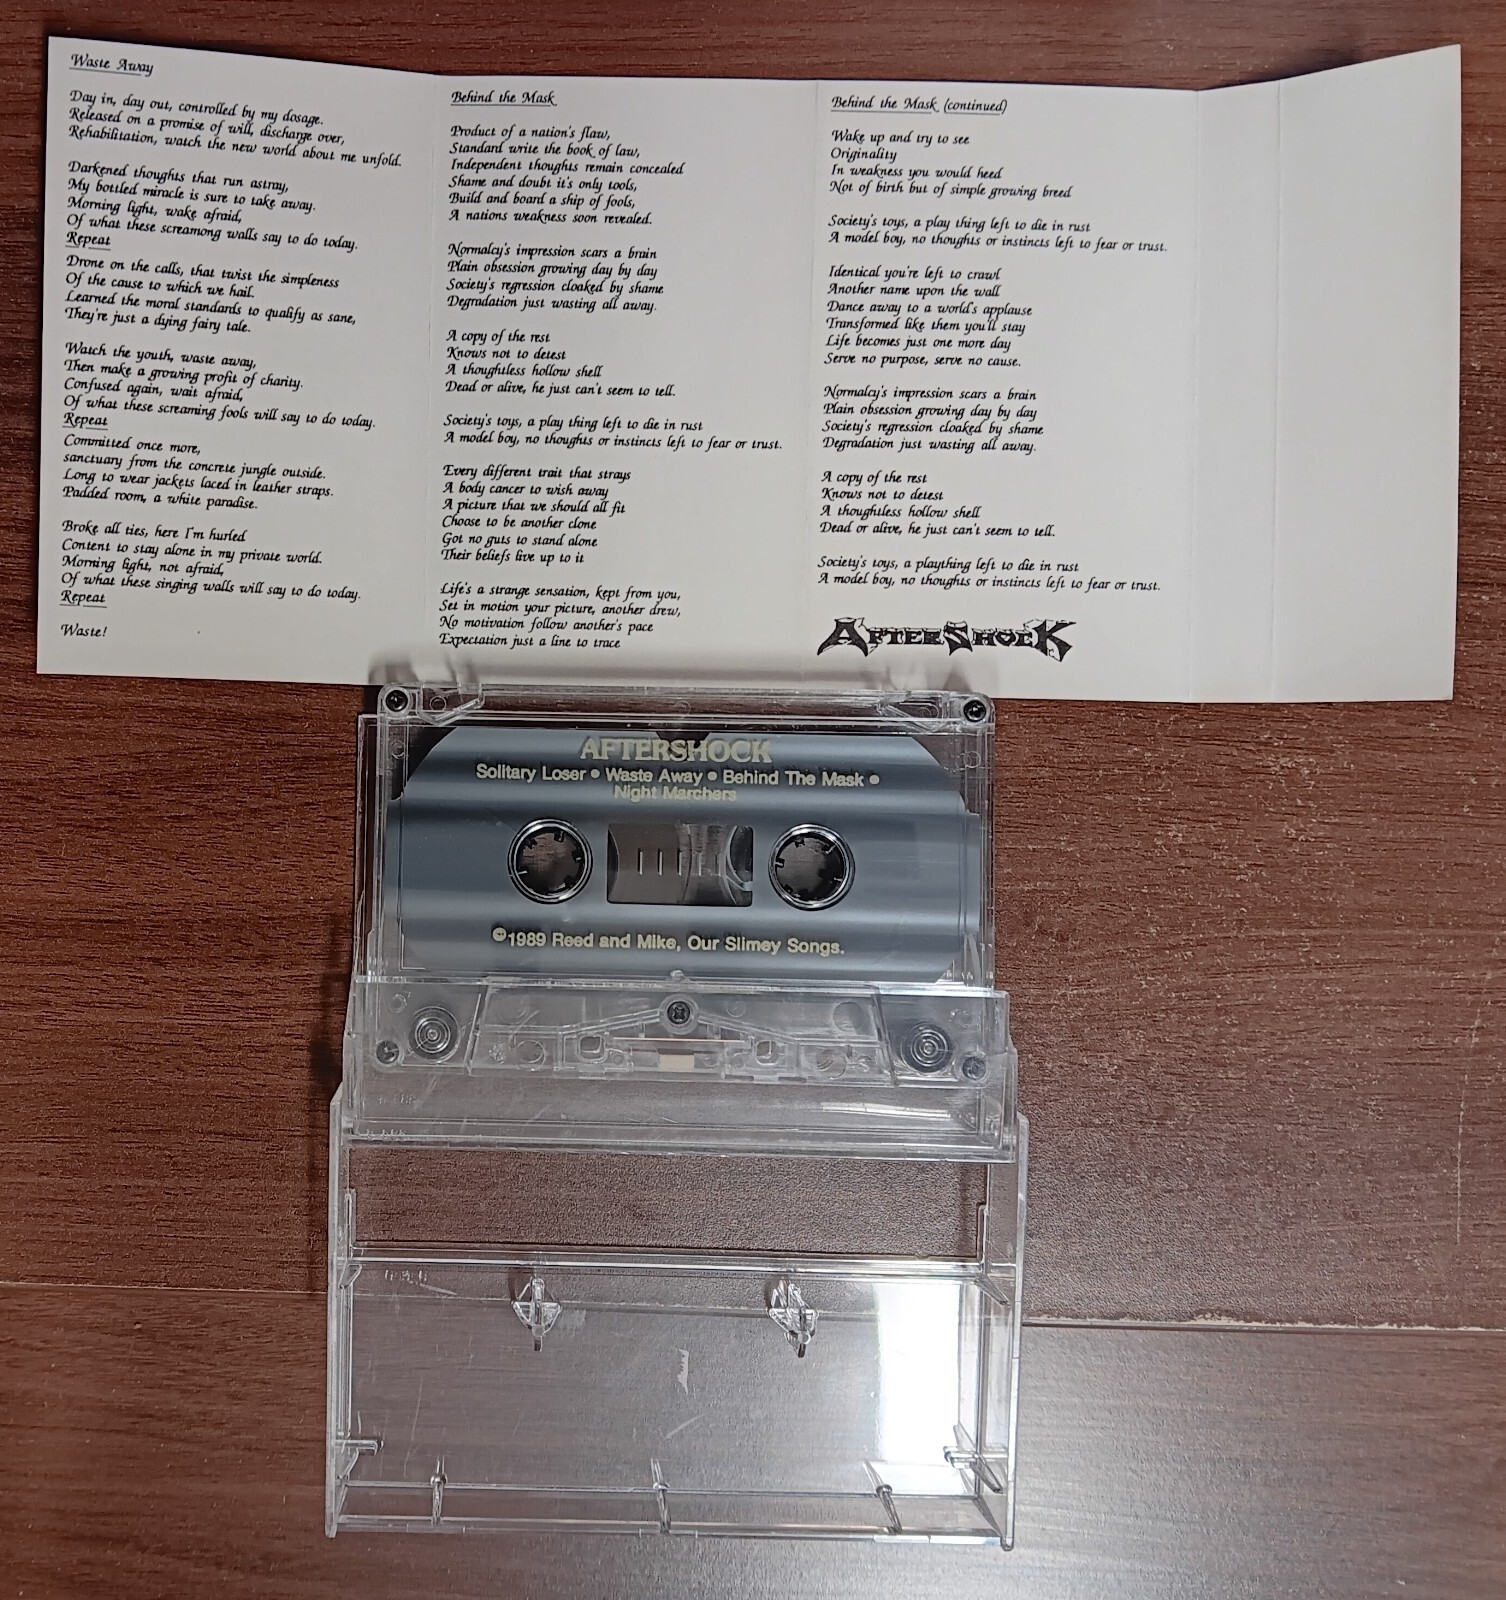 Waste Away
Day in, day out, controlled by my dosage.
Released on a promise of will, discharge over,
Rehabilitation, watch the new world about me unfold.
Darkened thoughts that run astray,
My bottled miracle is sure to take away.
Morning light, wake afraid,
Of what these screamong walls say to do today.
Repeat
Drone on the calls, that twist the simpleness
Of the cause to which we hail.
Learned the moral standards to qualify as sane,
They're just a dying fairy tale.
Watch the youth, waste away,
Then make a growing profit of charity.
Confused again, wait afraid,
Of what these screaming fools will say to do today.
Repeat
Committed once more,
sanctuary from the concrete jungle outside.
Long to wear jackets laced in leather straps.
Padded room, a white paradise.
Broke all ties, here I'm hurled
Content to stay alone in my private world.
Morning light, not afraid,
Of what these singing walls will say to do today.
Repeat
Waste!
Behind the Mask
Product of a nation's flaw,
Standard write the book of law,
Independent thoughts remain concealed
Shame and doubt it's only tools,
Build and board a ship of fools,
A nations weakness soon revealed.
Normalcy's impression scars a brain
Plain obsession growing day by day
Society's regression cloaked by shame
Degradation just wasting all away.
A copy of the rest
Knows not to detest
A thoughtless hollow shell
Dead or alive, he just can't seem to tell.
Society's toys, a play thing left to die in rust
A model boy, no thoughts or instincts left to fear or trust.
Every different trait that strays
A body cancer to wish away
A picture that we should all fit
Choose to be another clone
Got no guts to stand alone
Their beliefs live up to it
Life's a strange sensation, kept from you,
Set in motion your picture, another drew,
No motivation follow another's pace
Expectation just a line to trace
Behind the Mask (continued)
Wake up and try to see
Originality
In weakness you would heed
Not of birth but of simple growing breed
Society's toys, a play thing left to die in rust
A model boy, no thoughts or instincts left to fear or trust.
Identical you're left to crawl
Another name upon the wall
Dance away to a world's applause
Transformed like them you'll stay
Life becomes just one more day
Serve no purpose, serve no cause.
Normalcy's impression scars a brain
Plain obsession growing day by day
Society's regression cloaked by shame
Degradation just wasting all away.
A copy of the rest
Knows not to detest
A thoughtless hollow shell
Dead or alive, he just can't seem to tell.
Society's toys, a plaything left to die in rust
A model boy, no thoughts or instincts left to fear or trust.
AFTERSHOCK
AFTERSHOCK
Solitary Loser • Waste Away • Behind The Mask •
Night Marchers
℗1989 Reed and Mike, Our Slimey Songs.